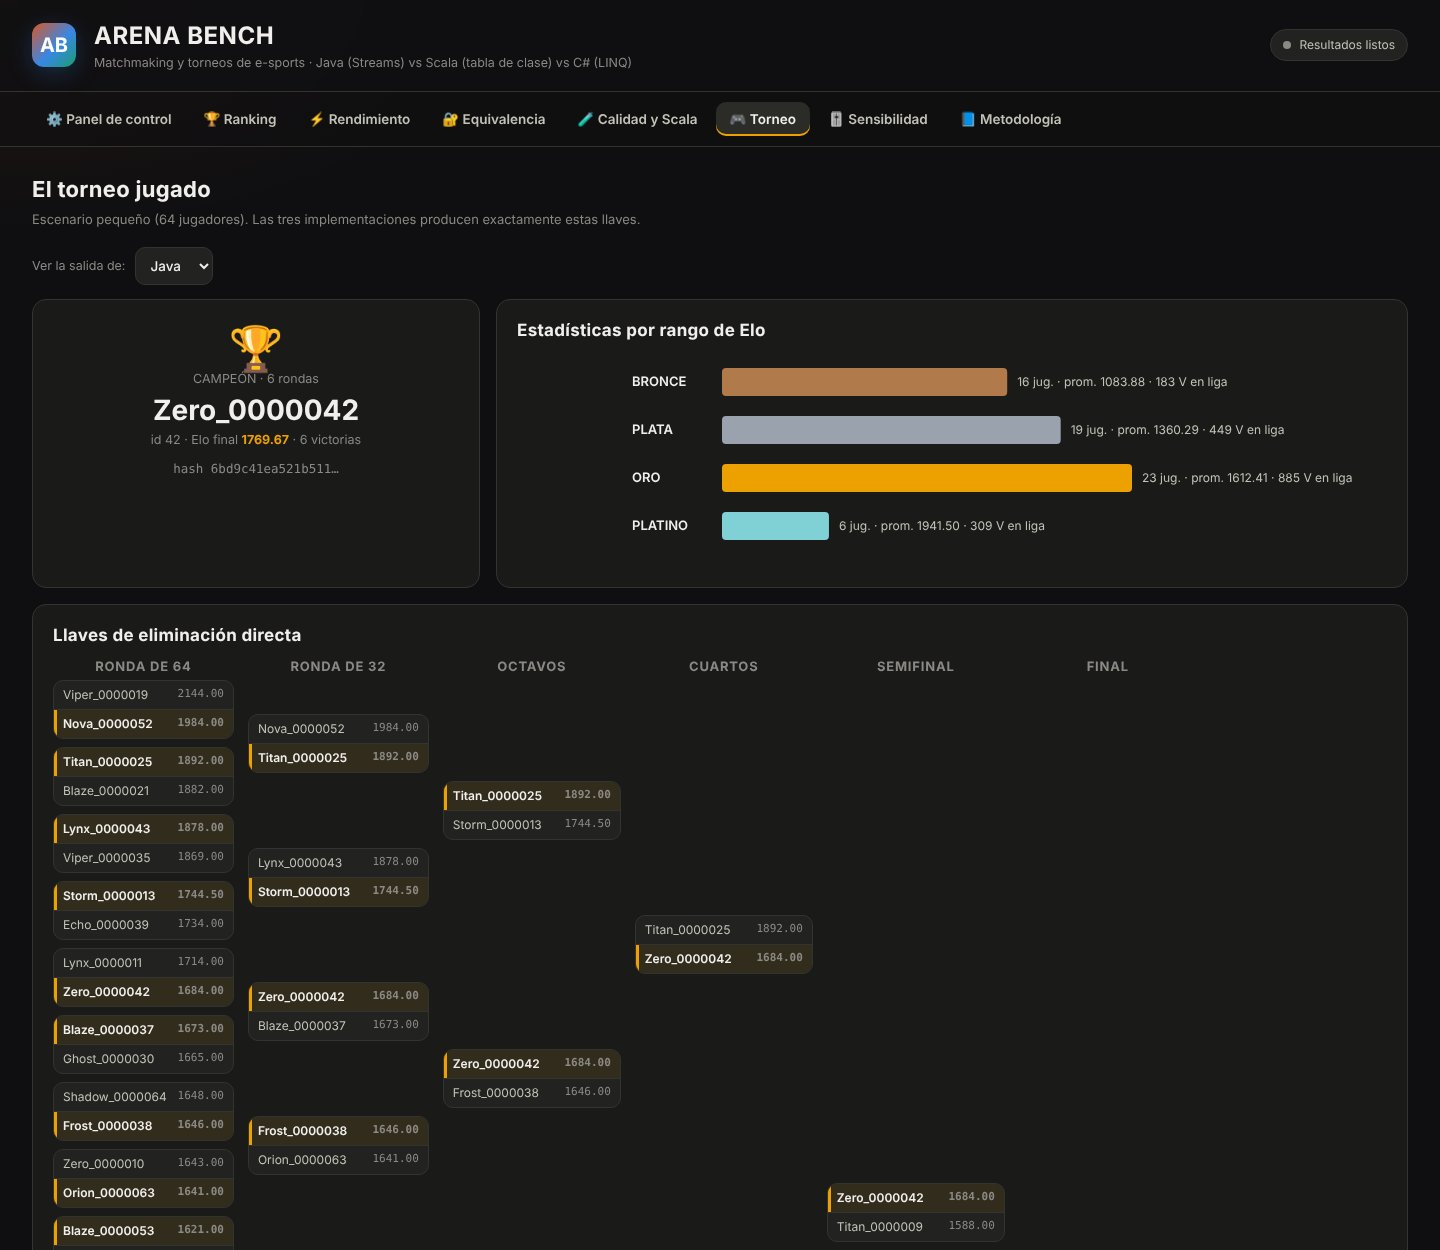 AB
ARENA BENCH
Matchmaking y torneos de e-sports · Java (Streams) vs Scala (tabla de clase) vs C# (LINQ)
Resultados listos
Panel de control
Ranking
Rendimiento
Equivalencia
Calidad y Scala
Torneo
Sensibilidad
Metodología
El torneo jugado
Escenario pequeño (64 jugadores). Las tres implementaciones producen exactamente estas llaves.
Ver la salida de: Java
CAMPEÓN · 6 rondas
Zero_0000042
id 42 · Elo final 1769.67 · 6 victorias
hash 6bd9c41ea521b511…
Estadísticas por rango de Elo
BRONCE 16 jug. · prom. 1083.88 · 183 V en liga
PLATA 19 jug. · prom. 1360.29 · 449 V en liga
ORO 23 jug. · prom. 1612.41 · 885 V en liga
PLATINO 6 jug. · prom. 1941.50 · 309 V en liga
Llaves de eliminación directa
RONDA DE 64
Viper_0000019 2144.00
Nova_0000052 1984.00
Titan_0000025 1892.00
Blaze_0000021 1882.00
Lynx_0000043 1878.00
Viper_0000035 1869.00
Storm_0000013 1744.50
Echo_0000039 1734.00
Lynx_0000011 1714.00
Zero_0000042 1684.00
Blaze_0000037 1673.00
Ghost_0000030 1665.00
Shadow_0000064 1648.00
Frost_0000038 1646.00
Zero_0000010 1643.00
Orion_0000063 1641.00
Blaze_0000053 1621.00
RONDA DE 32
Nova_0000052 1984.00
Titan_0000025 1892.00
Lynx_0000043 1878.00
Storm_0000013 1744.50
Zero_0000042 1684.00
Blaze_0000037 1673.00
Frost_0000038 1646.00
Orion_0000063 1641.00
OCTAVOS
Titan_0000025 1892.00
Storm_0000013 1744.50
Zero_0000042 1684.00
Frost_0000038 1646.00
CUARTOS
Titan_0000025 1892.00
Zero_0000042 1684.00
SEMIFINAL
Zero_0000042 1684.00
Titan_0000009 1588.00
FINAL